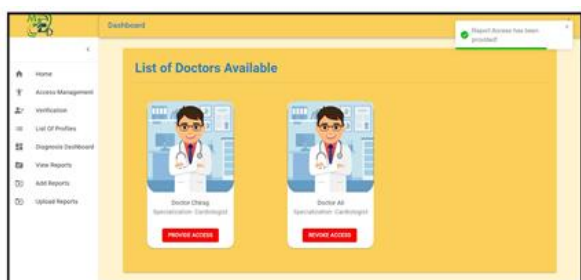 Dashboard
Report Access has been
provided!
List of Doctors Available
Home
Access Management
Verification
List Of Profiles
Diagnosis Dashboard
View Reports
Add Reports
Upload Reports
Doctor Chirag
Specialization- Cardiologist
PROVIDE ACCESS
Doctor Ali
Specialization- Cardiologist
REVOKE ACCESS